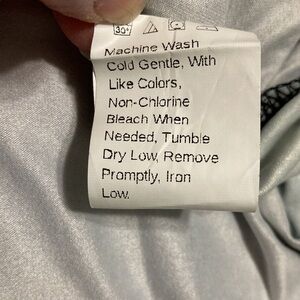 30°
Machine Wash
Cold Gentle, With
Like Colors,
Non-Chlorine
Bleach When
Needed, Tumble
Dry Low, Remove
Promptly, Iron
Low.